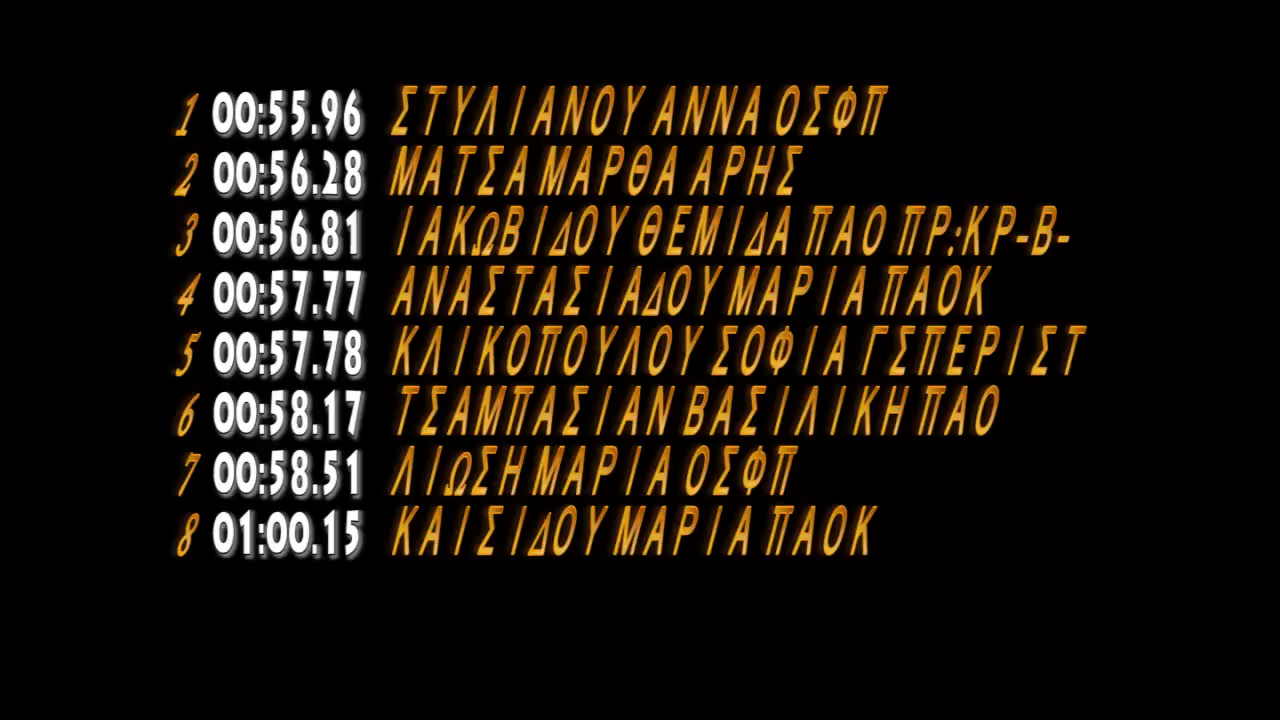 1 00:55.96 ΣΤΥΛΙΑΝΟΥ ΑΝΝΑ ΟΣΦΠ
2 00:56.28 ΜΑΤΣΑ ΜΑΡΘΑ ΑΡΗΣ
3 00:56.81 ΙΑΚΩΒΙΔΟΥ ΘΕΜΙΔΑ ΠΑΟ ΠΡ;ΚΡ-Β-
4 00:57.77 ΑΝΑΣΤΑΣΙΑΔΟΥ ΜΑΡΙΑ ΠΑΟΚ
5 00:57.78 ΚΛΙΚΟΠΟΥΛΟΥ ΣΟΦΙΑ ΓΣΠΕΡΙΣΤ
6 00:58.17 ΤΣΑΜΠΑΣΙΑΝ ΒΑΣΙΛΙΚΗ ΠΑΟ
7 00:58.51 ΛΙΩΣΗ ΜΑΡΙΑ ΟΣΦΠ
8 01:00.15 ΚΑΙΣΙΔΟΥ ΜΑΡΙΑ ΠΑΟΚ